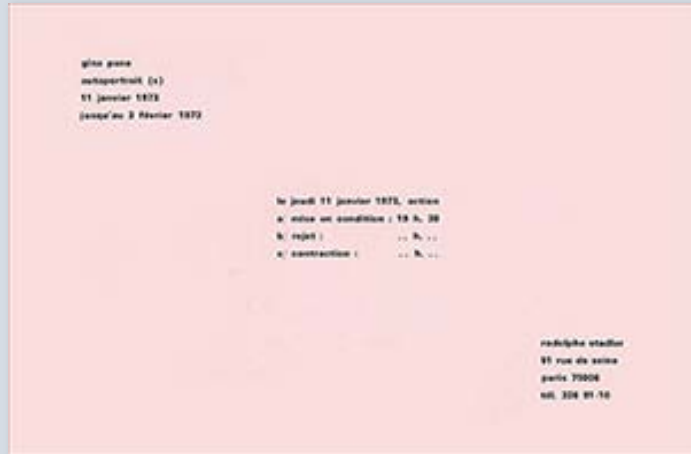 gina pane
autoportrait (s)
11 janvier 1973
jusqu'au 3 février 1973
le jeudi 11 janvier 1973, action
a/ mise en condition : 19 h. 30
b/ rejet : .. h. ..
c/ contraction : .. h. ..
rodolphe stadler
51 rue de seine
paris 75006
tél. 326 91-10